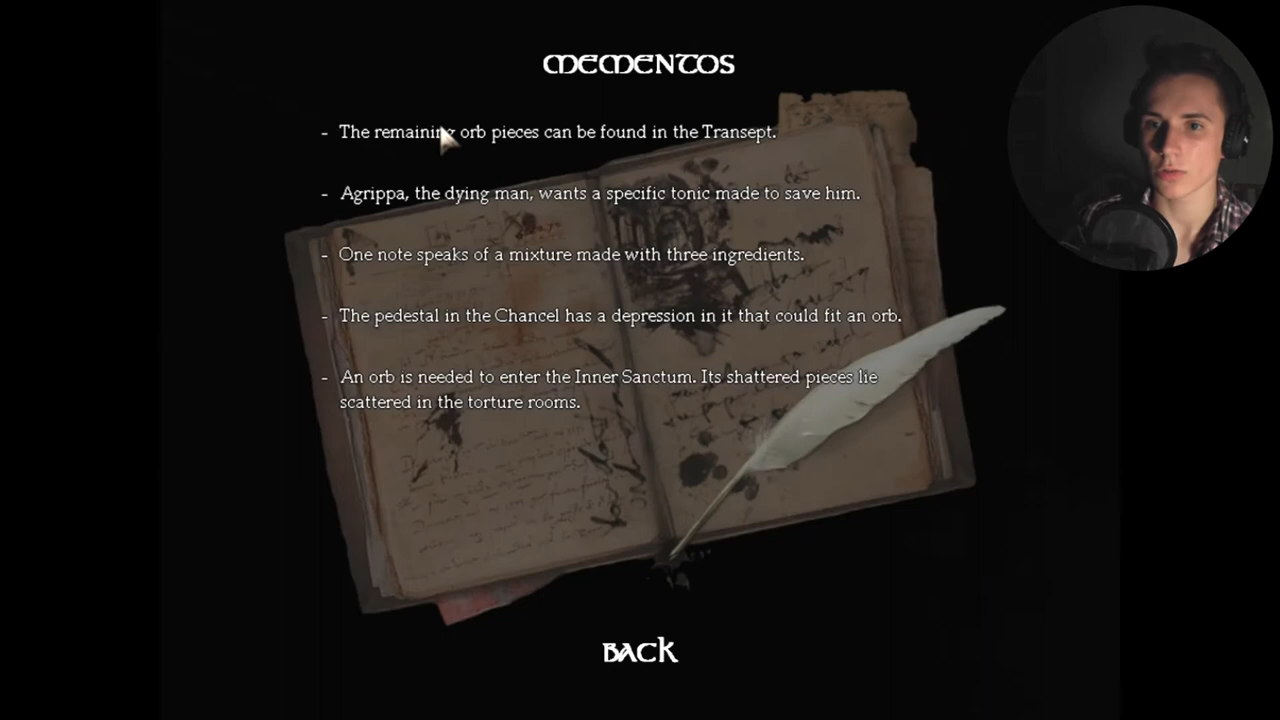 MEMENTOS
- The remaining orb pieces can be found in the Transept.
- Agrippa, the dying man, wants a specific tonic made to save him.
- One note speaks of a mixture made with three ingredients.
- The pedestal in the Chancel has a depression in it that could fit an orb.
- An orb is needed to enter the Inner Sanctum. Its shattered pieces lie
scattered in the torture rooms.
BACK